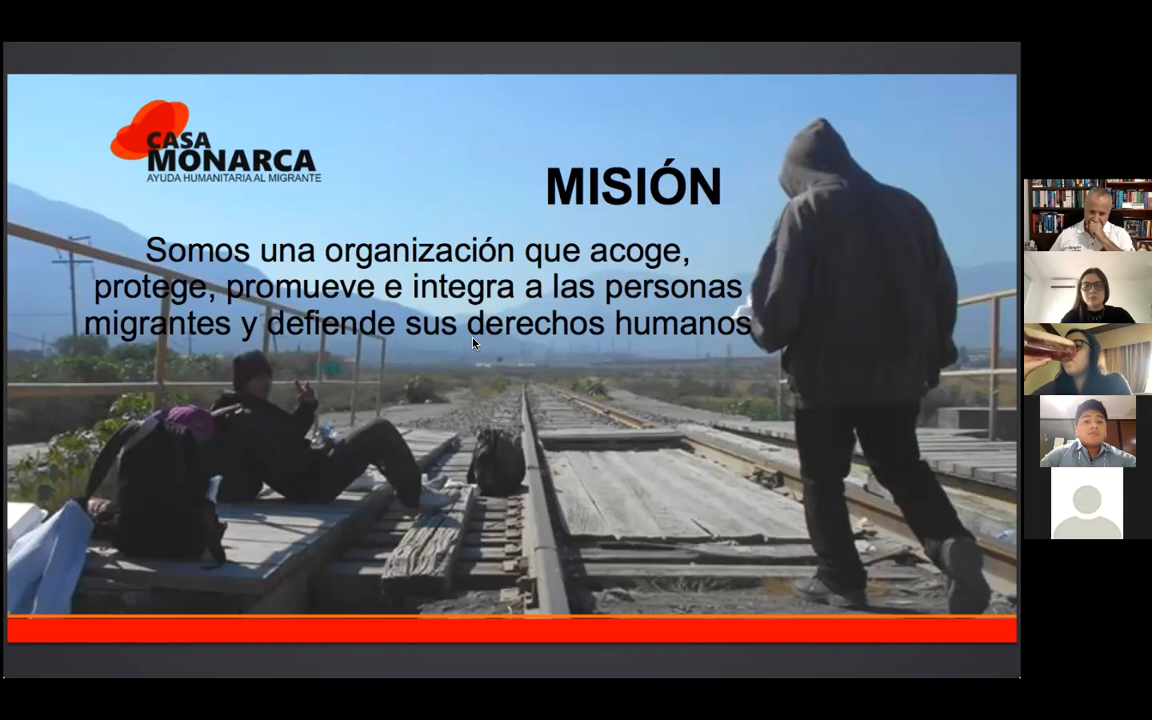 CASA
MONARCA
AYUDA HUMANITARIA AL MIGRANTE
MISIÓN
Somos una organización que acoge,
protege, promueve e integra a las personas
migrantes y defiende sus derechos humanos